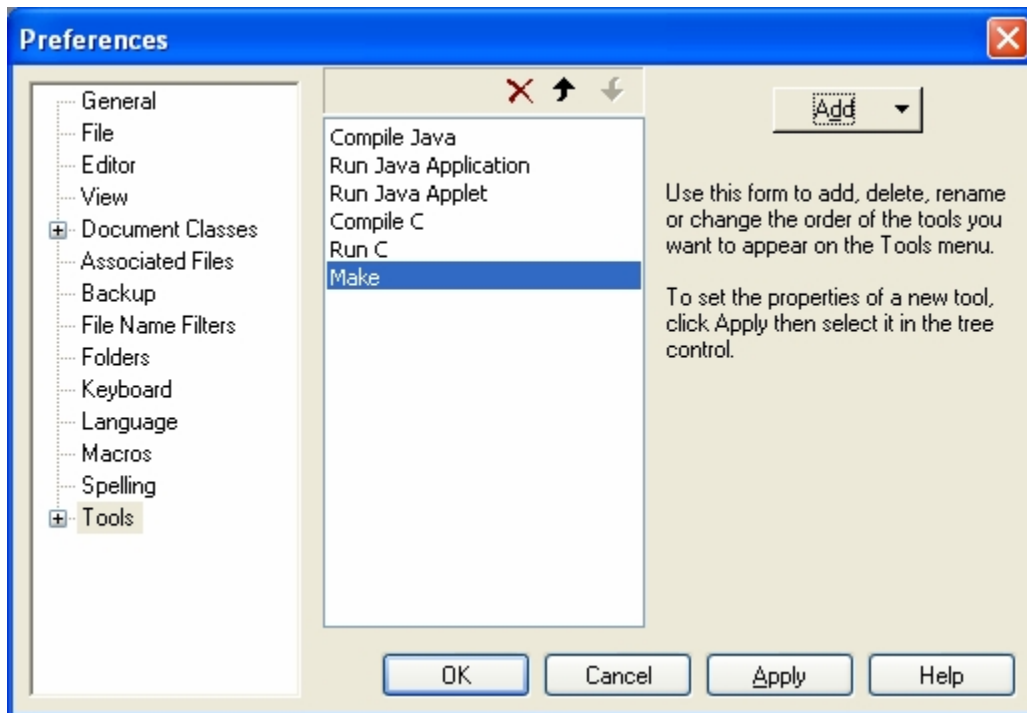 Preferences
General
File
Editor
View
Document Classes
Associated Files
Backup
File Name Filters
Folders
Keyboard
Language
Macros
Spelling
Tools
Compile Java
Run Java Application
Run Java Applet
Compile C
Run C
Make
Add
Use this form to add, delete, rename
or change the order of the tools you
want to appear on the Tools menu.
To set the properties of a new tool,
click Apply then select it in the tree
control.
OK
Cancel
Apply
Help